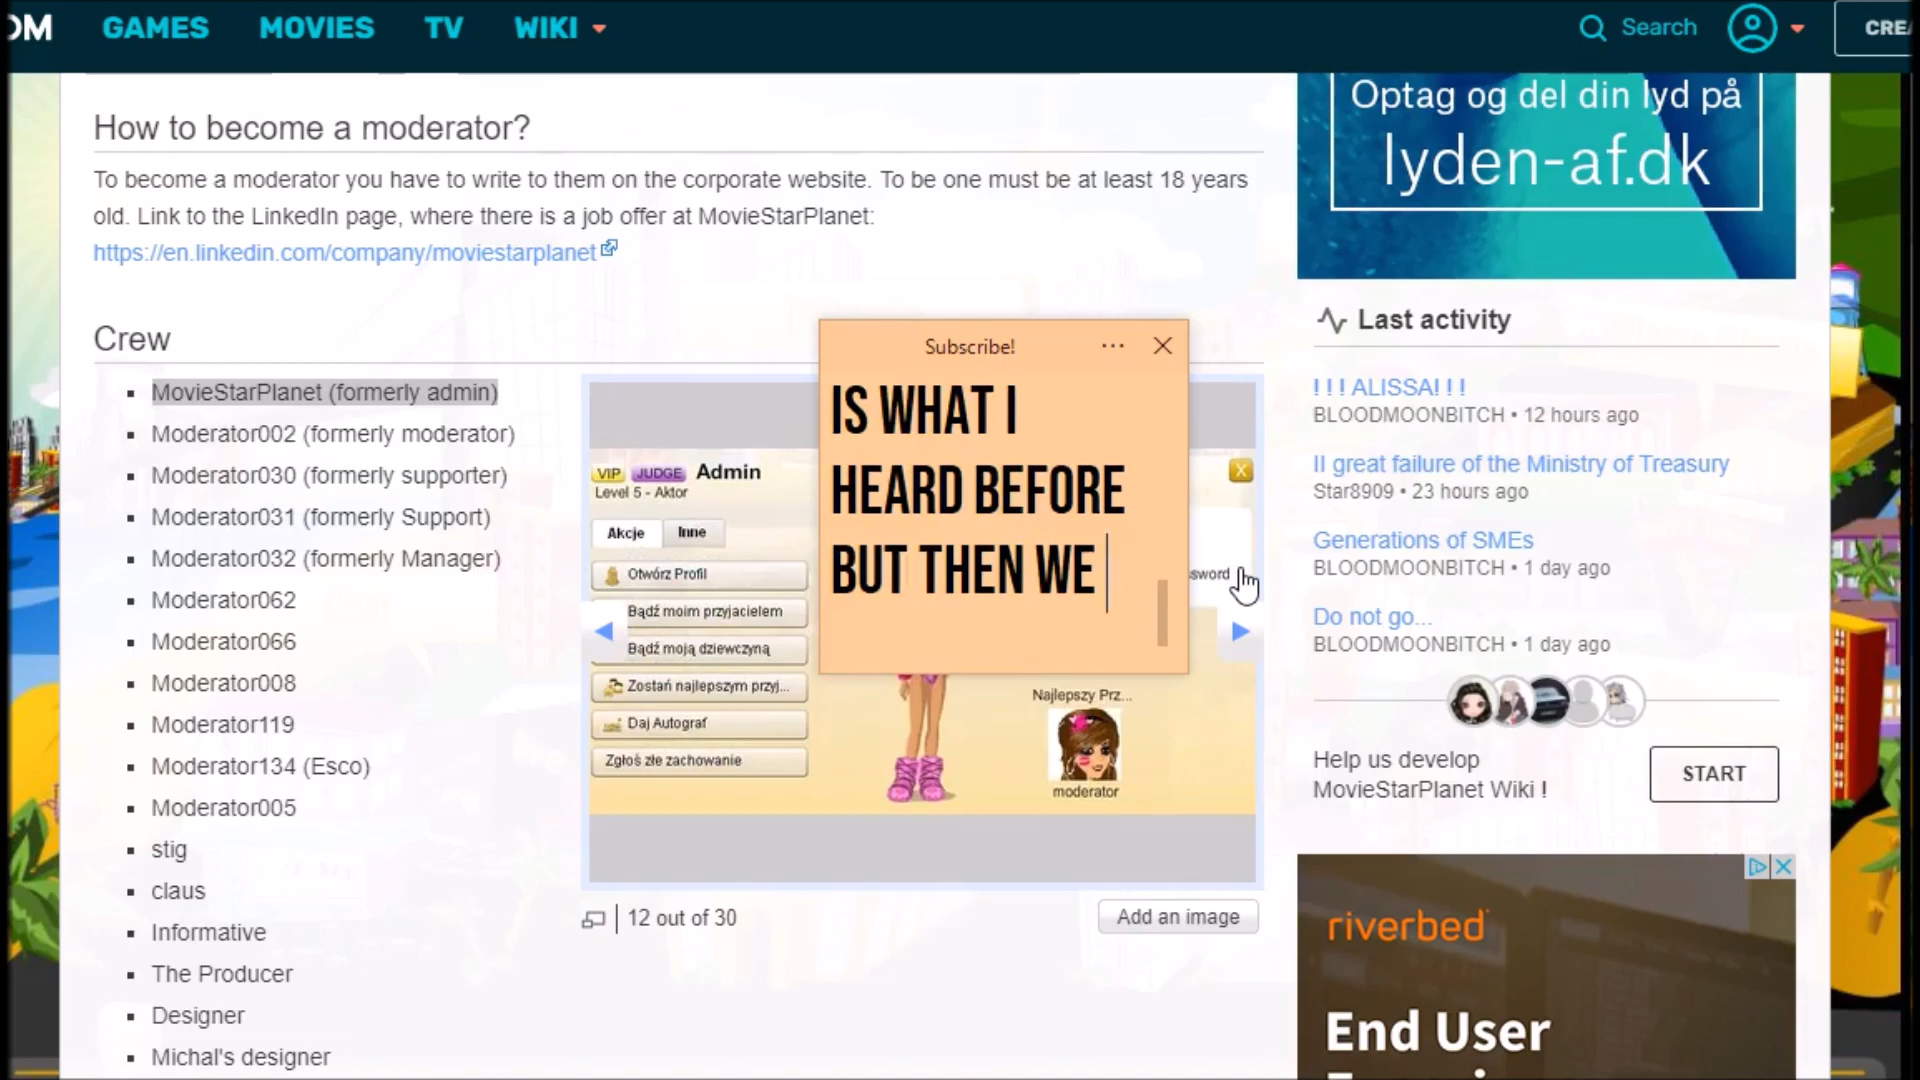 OM GAMES MOVIES TV WIKI Search CREA
How to become a moderator?
To become a moderator you have to write to them on the corporate website. To be one must be at least 18 years
old. Link to the LinkedIn page, where there is a job offer at MovieStarPlanet:
https://en.linkedin.com/company/moviestarplanet
Crew
MovieStarPlanet (formerly admin)
Moderator002 (formerly moderator)
Moderator030 (formerly supporter)
Moderator031 (formerly Support)
Moderator032 (formerly Manager)
Moderator062
Moderator066
Moderator008
Moderator119
Moderator134 (Esco)
Moderator005
stig
claus
Informative
The Producer
Designer
Michal's designer
VIP JUDGE Admin
Level 5 - Aktor
X
Akcje Inne
Otwórz Profil
Bądź moim przyjacielem
Bądź moją dziewczyną
Zostań najlepszym przyj...
Daj Autograf
Zgłoś złe zachowanie
sword
Najlepszy Prz...
moderator
Subscribe!
IS WHAT I
HEARD BEFORE
BUT THEN WE
12 out of 30
Add an image
Optag og del din lyd på
lyden-af.dk
Last activity
! ! ! ALISSA! ! !
BLOODMOONBITCH • 12 hours ago
II great failure of the Ministry of Treasury
Star8909 • 23 hours ago
Generations of SMEs
BLOODMOONBITCH • 1 day ago
Do not go...
BLOODMOONBITCH • 1 day ago
Help us develop
MovieStarPlanet Wiki !
START
riverbed
End User